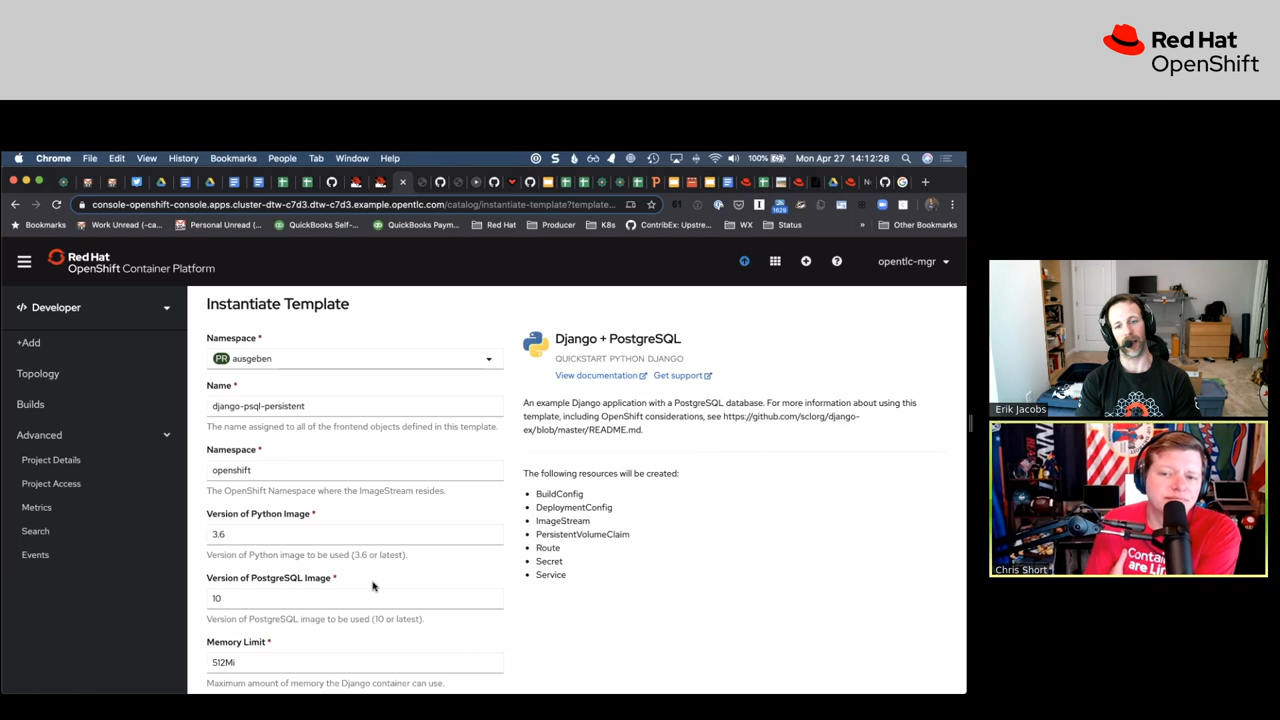 Red Hat
OpenShift
Chrome File Edit View History Bookmarks People Tab Window Help
100% Mon Apr 27 14:12:28
console-openshift-console.apps.cluster-dtw-c7d3.dtw-c7d3.example.opentlc.com/catalog/instantiate-template?template...
Bookmarks Work Unread (-ca... Personal Unread (... QuickBooks Self-... QuickBooks Paym... Red Hat Producer K8s ContribEx: Upstre... WX Status » Other Bookmarks
Red Hat
OpenShift Container Platform
opentlc-mgr
Developer
+Add
Topology
Builds
Advanced
Project Details
Project Access
Metrics
Search
Events
Instantiate Template
Namespace *
PR ausgeben
Name *
django-psql-persistent
The name assigned to all of the frontend objects defined in this template.
Namespace *
openshift
The OpenShift Namespace where the ImageStream resides.
Version of Python Image *
3.6
Version of Python image to be used (3.6 or latest).
Version of PostgreSQL Image *
10
Version of PostgreSQL image to be used (10 or latest).
Memory Limit *
512Mi
Maximum amount of memory the Django container can use.
Django + PostgreSQL
QUICKSTART PYTHON DJANGO
View documentation Get support
An example Django application with a PostgreSQL database. For more information about using this
template, including OpenShift considerations, see https://github.com/sclorg/django-
ex/blob/master/README.md.
The following resources will be created:
• BuildConfig
• DeploymentConfig
• ImageStream
• PersistentVolumeClaim
• Route
• Secret
• Service
Erik Jacobs
Contai
are Lin
Chris Short